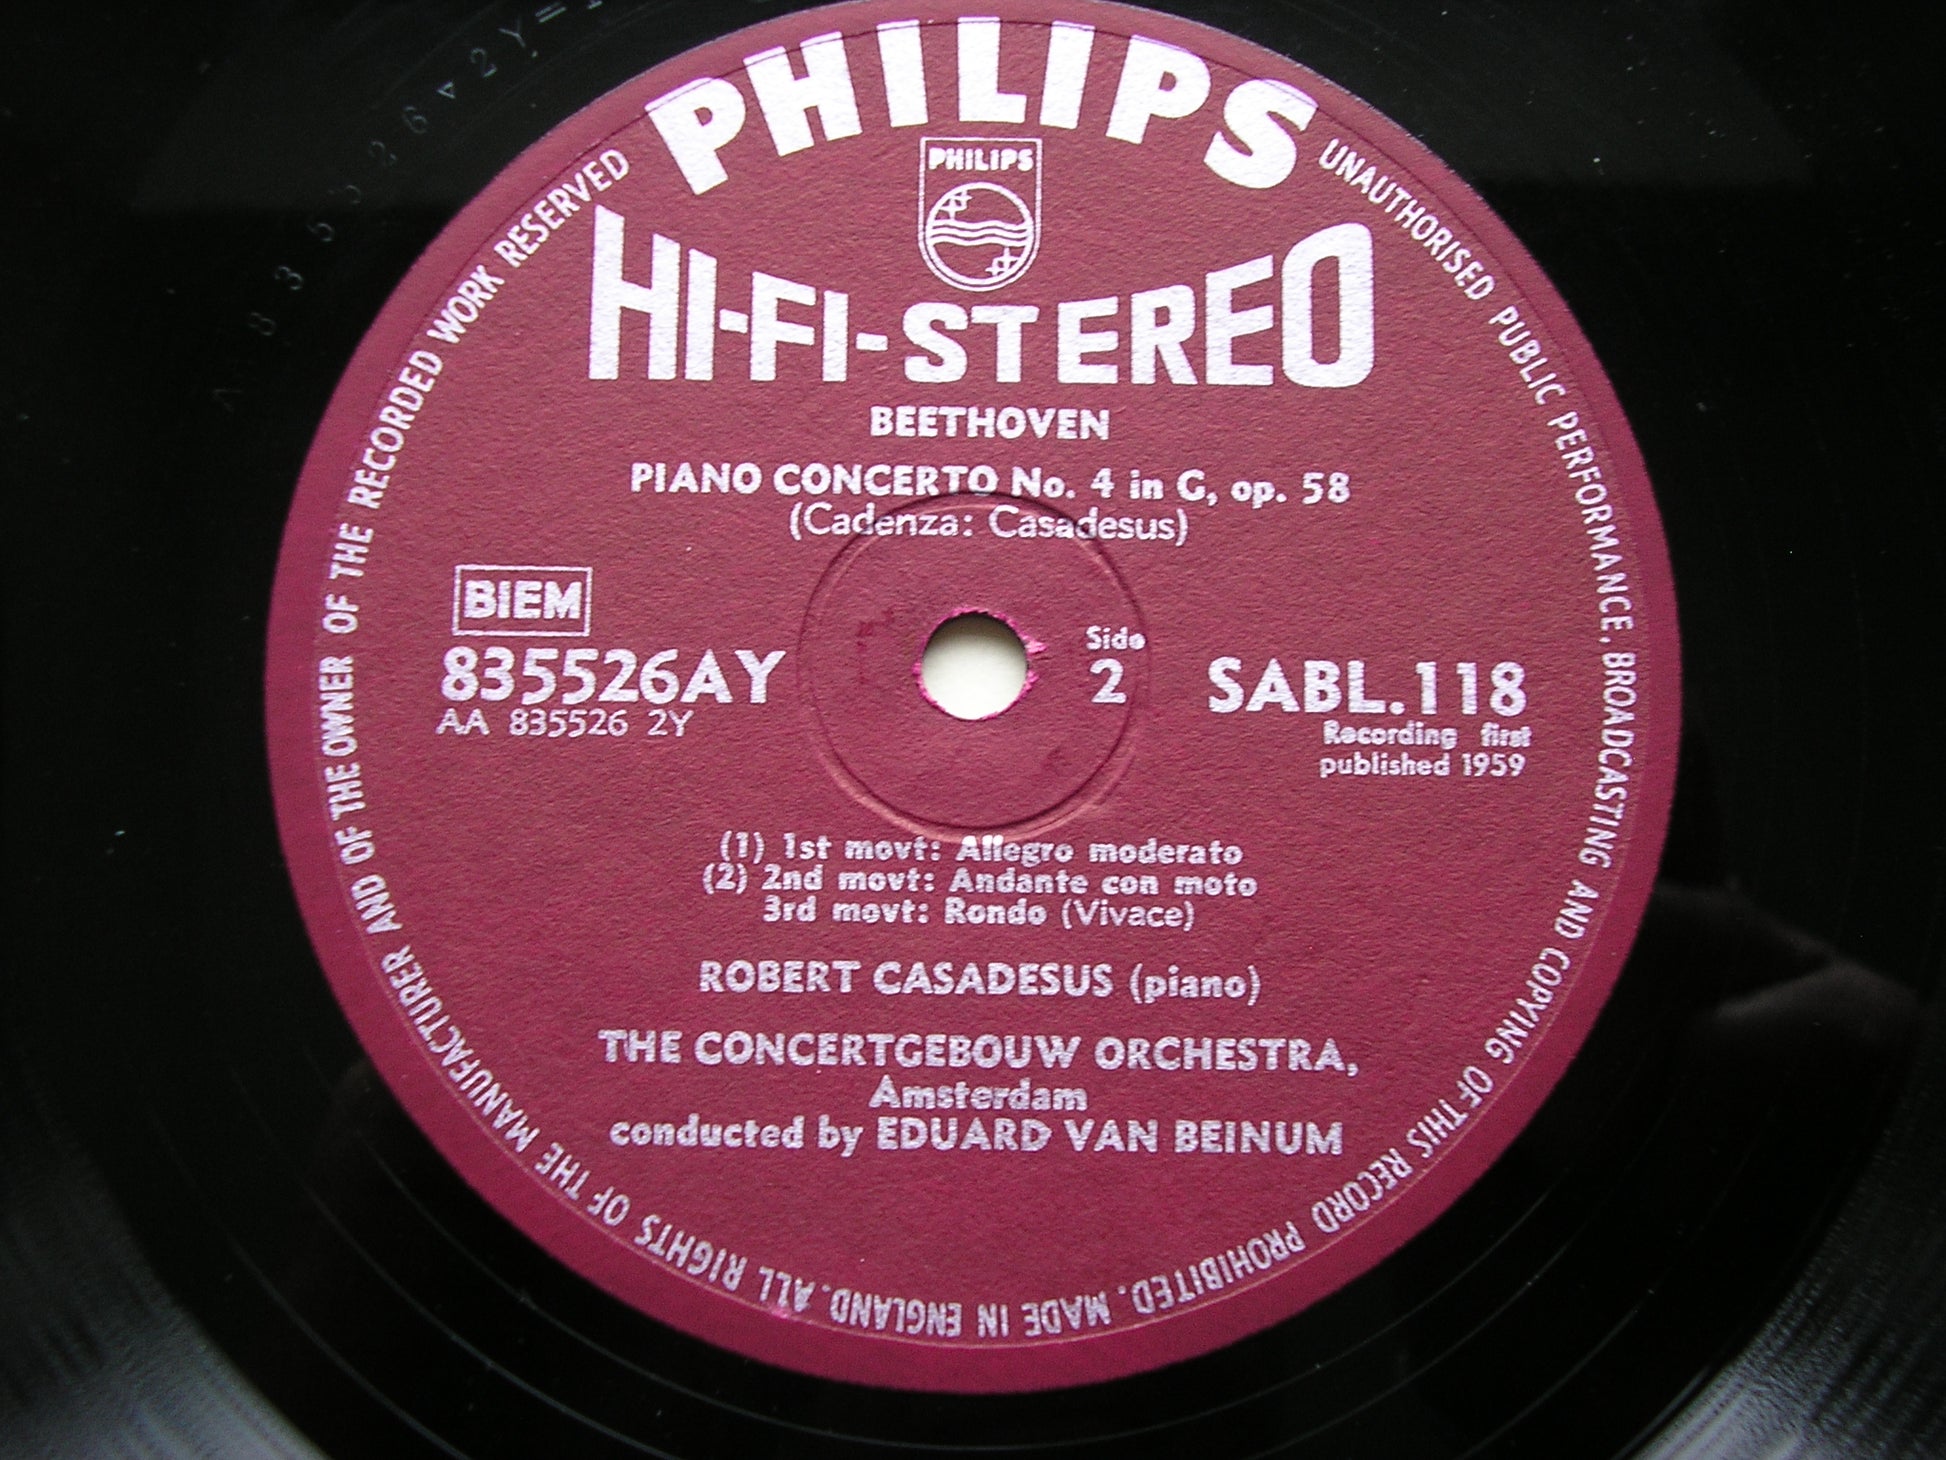 PHILIPS
PHILIPS
HI-FI-STEREO
BEETHOVEN
PIANO CONCERTO No. 4 in G, op. 58
(Cadenza: Casadesus)
BIEM
835526AY
AA 835526 2Y
Side
2
SABL.118
Recording first
published 1959
(1) 1st movt: Allegro moderato
(2) 2nd movt: Andante con moto
3rd movt: Rondo (Vivace)
ROBERT CASADESUS (piano)
THE CONCERTGEBOUW ORCHESTRA,
Amsterdam
conducted by EDUARD VAN BEINUM
ALL RIGHTS OF THE MANUFACTURER AND OF THE OWNER OF THE RECORDED WORK RESERVED
UNAUTHORISED PUBLIC PERFORMANCE, BROADCASTING AND COPYING OF THIS RECORD PROHIBITED. MADE IN ENGLAND.